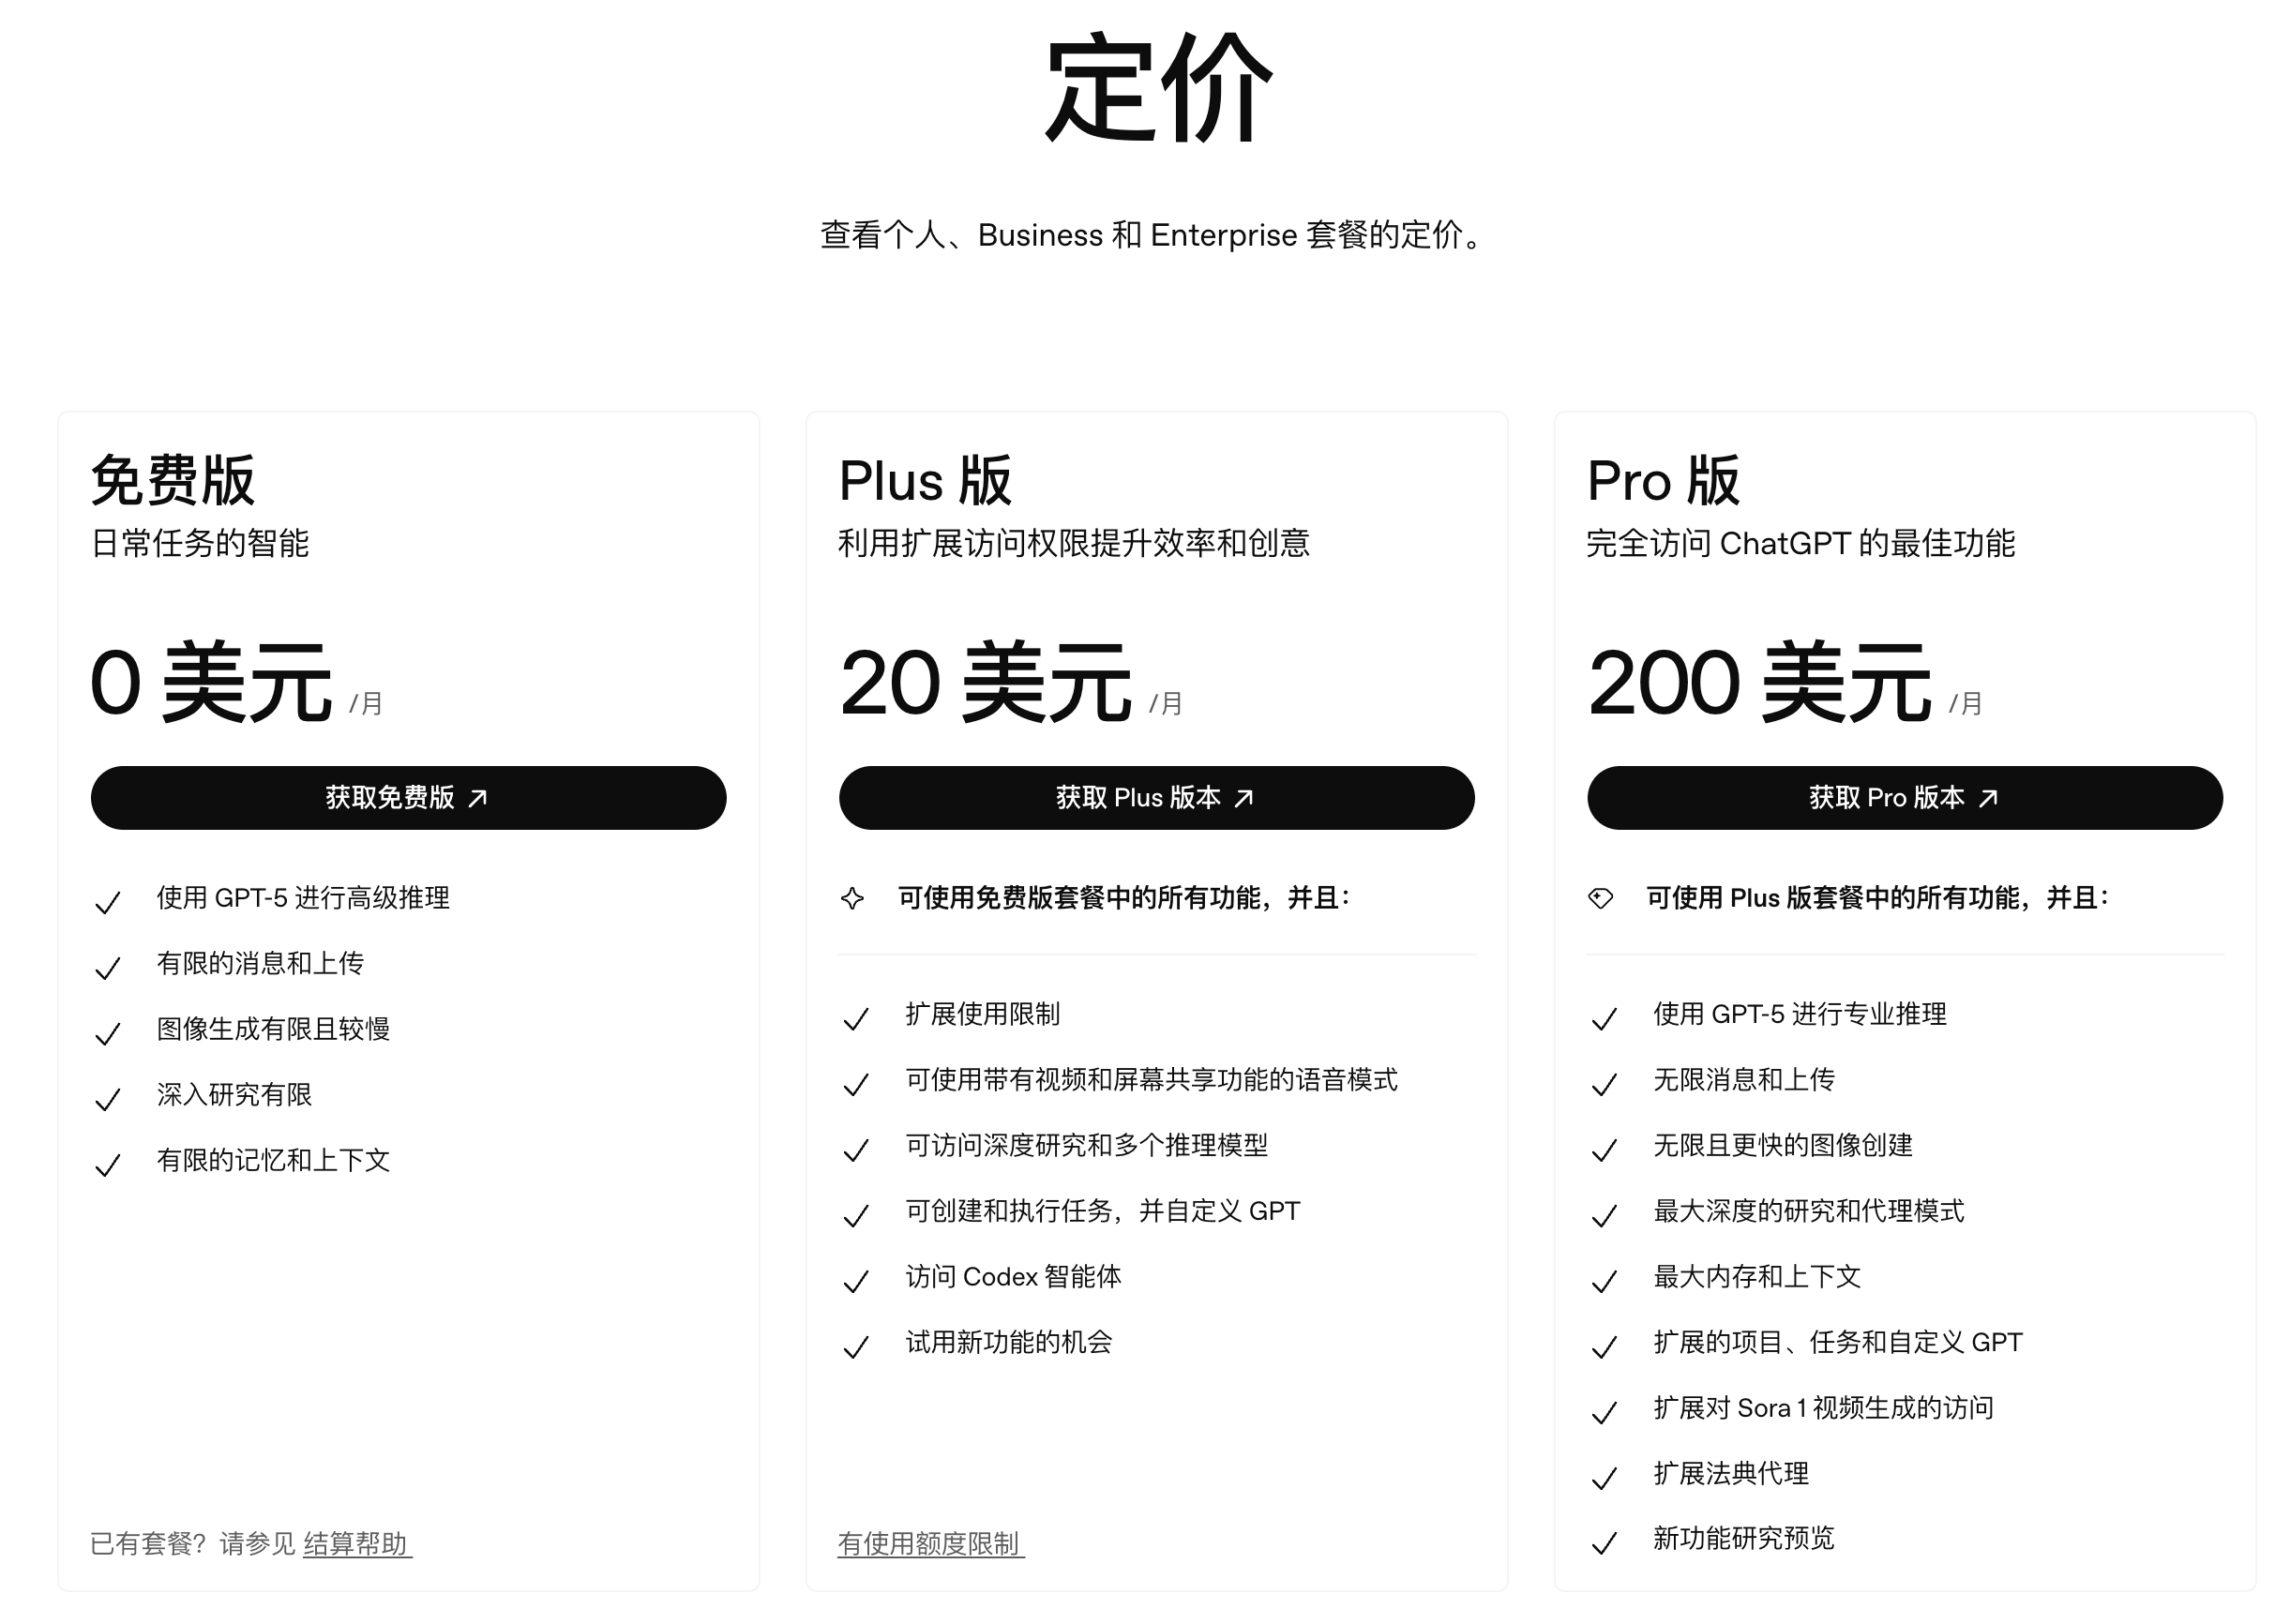 定价
查看个人、Business 和 Enterprise 套餐的定价。
免费版
日常任务的智能
0 美元 /月
获取免费版 ↗
使用 GPT-5 进行高级推理
有限的消息和上传
图像生成有限且较慢
深入研究有限
有限的记忆和上下文
已有套餐？请参见 结算帮助
Plus 版
利用扩展访问权限提升效率和创意
20 美元 /月
获取 Plus 版本 ↗
可使用免费版套餐中的所有功能，并且：
扩展使用限制
可使用带有视频和屏幕共享功能的语音模式
可访问深度研究和多个推理模型
可创建和执行任务，并自定义 GPT
访问 Codex 智能体
试用新功能的机会
有使用额度限制
Pro 版
完全访问 ChatGPT 的最佳功能
200 美元 /月
获取 Pro 版本 ↗
可使用 Plus 版套餐中的所有功能，并且：
使用 GPT-5 进行专业推理
无限消息和上传
无限且更快的图像创建
最大深度的研究和代理模式
最大内存和上下文
扩展的项目、任务和自定义 GPT
扩展对 Sora 1 视频生成的访问
扩展法典代理
新功能研究预览